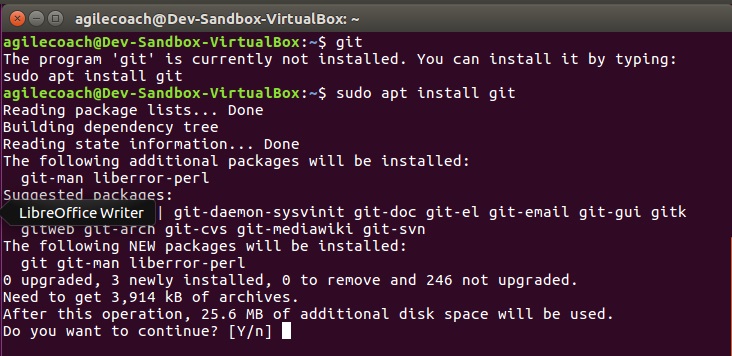 agilecoach@Dev-Sandbox-VirtualBox: ~
agilecoach@Dev-Sandbox-VirtualBox:~$ git
The program 'git' is currently not installed. You can install it by typing:
sudo apt install git
agilecoach@Dev-Sandbox-VirtualBox:~$ sudo apt install git
Reading package lists... Done
Building dependency tree
Reading state information... Done
The following additional packages will be installed:
git-man liberror-perl
Suggested packages:
LibreOffice Writer
| git-daemon-sysvinit git-doc git-el git-email git-gui gitk
gitweb git-arch git-cvs git-mediawiki git-svn
The following NEW packages will be installed:
git git-man liberror-perl
0 upgraded, 3 newly installed, 0 to remove and 246 not upgraded.
Need to get 3,914 kB of archives.
After this operation, 25.6 MB of additional disk space will be used.
Do you want to continue? [Y/n]